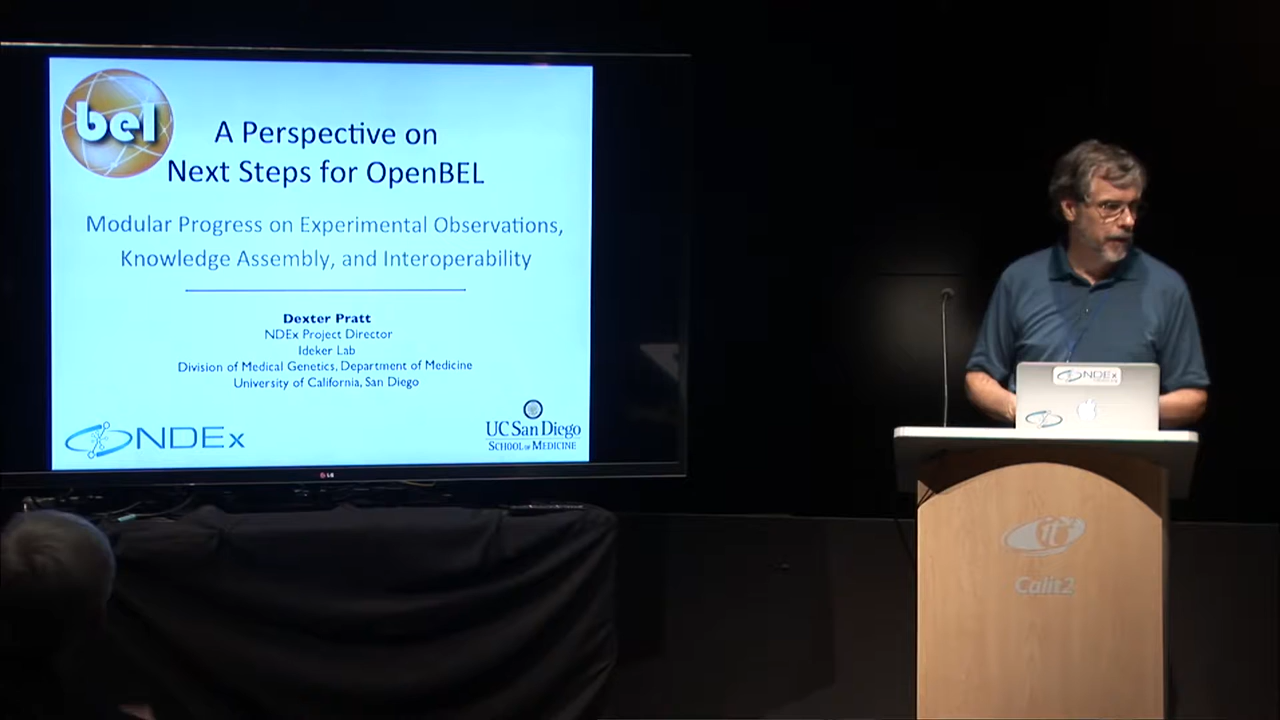 bel
A Perspective on
Next Steps for OpenBEL
Modular Progress on Experimental Observations,
Knowledge Assembly, and Interoperability
Dexter Pratt
NDEx Project Director
Ideker Lab
Division of Medical Genetics, Department of Medicine
University of California, San Diego
NDEx
UC San Diego
SCHOOL OF MEDICINE
LG
NDEx
it2
Calit2